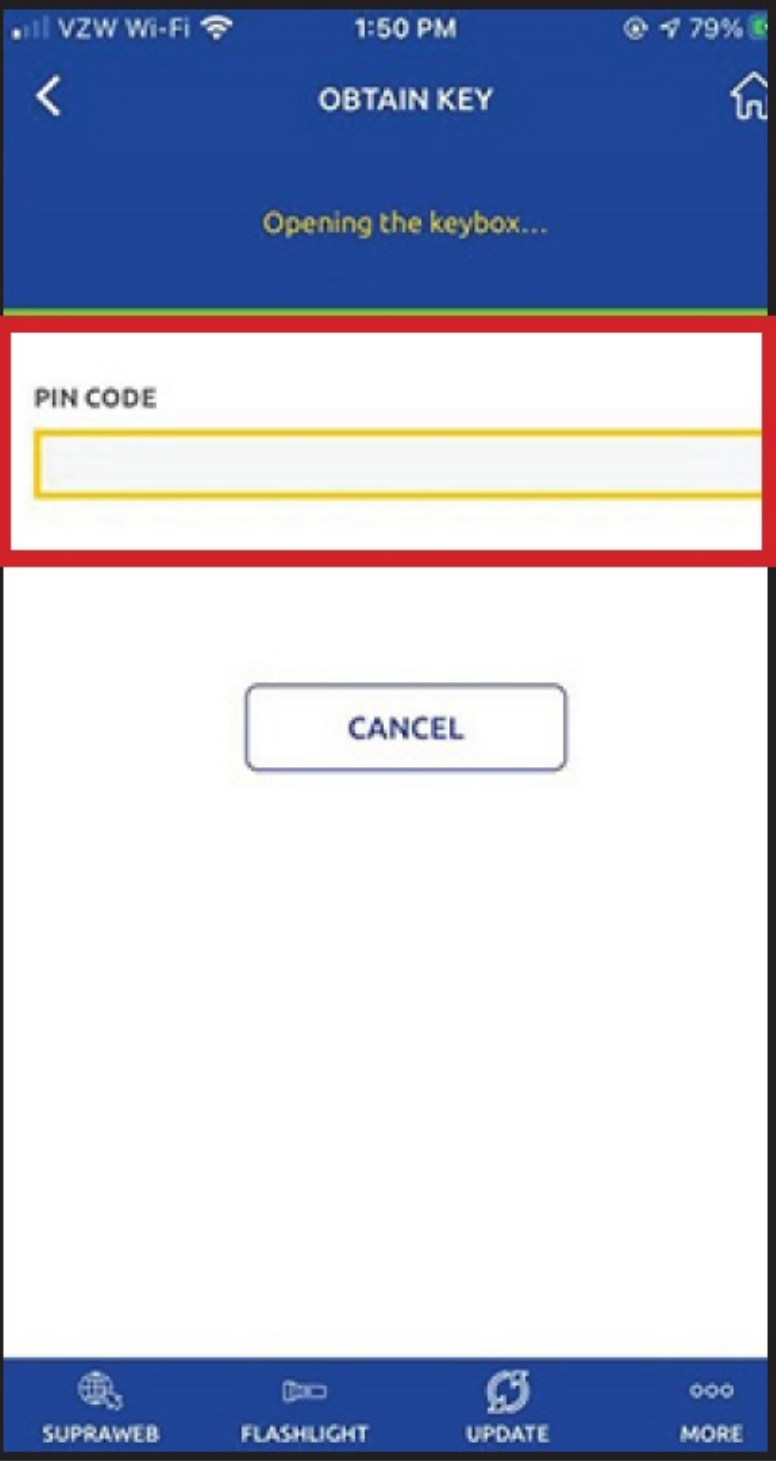 VZW Wi-Fi 1:50 PM 79%
OBTAIN KEY
Opening the keybox...
PIN CODE
CANCEL
SUPRAWEB FLASHLIGHT UPDATE MORE